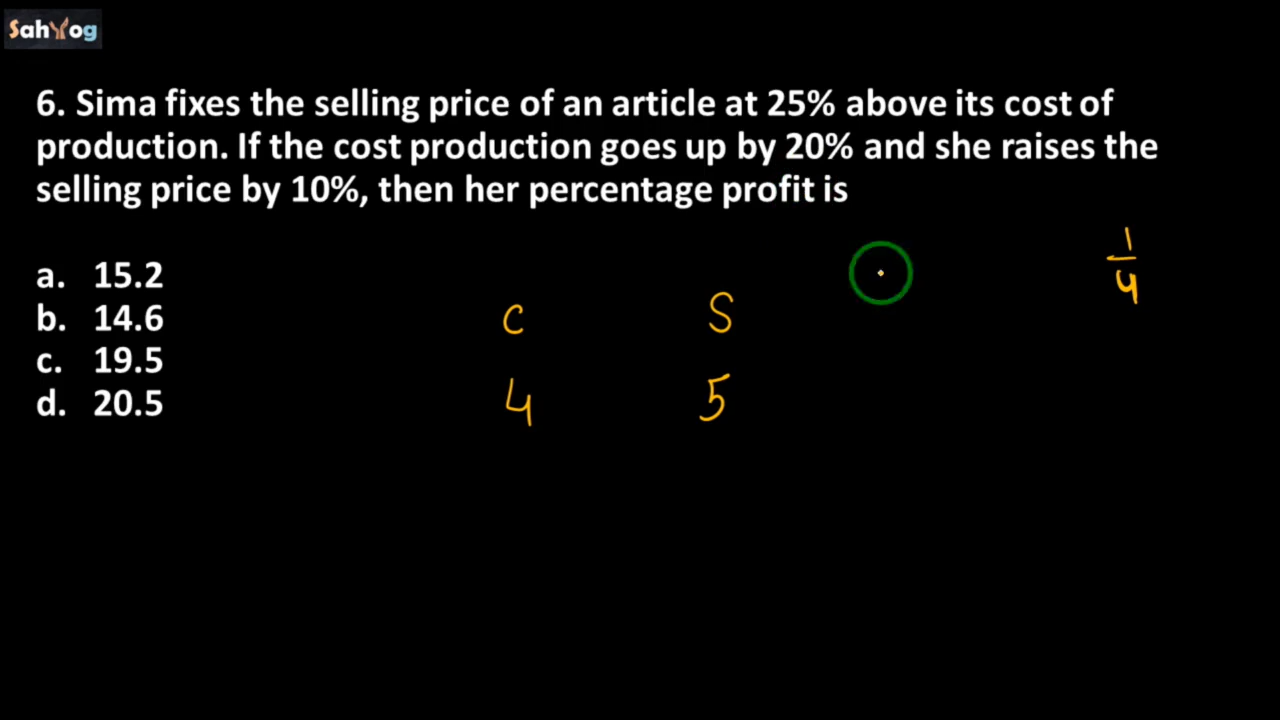 SahYog
6. Sima fixes the selling price of an article at 25% above its cost of
production. If the cost production goes up by 20% and she raises the
selling price by 10%, then her percentage profit is
a. 15.2
b. 14.6
c. 19.5
d. 20.5
C S
4 5
1
4